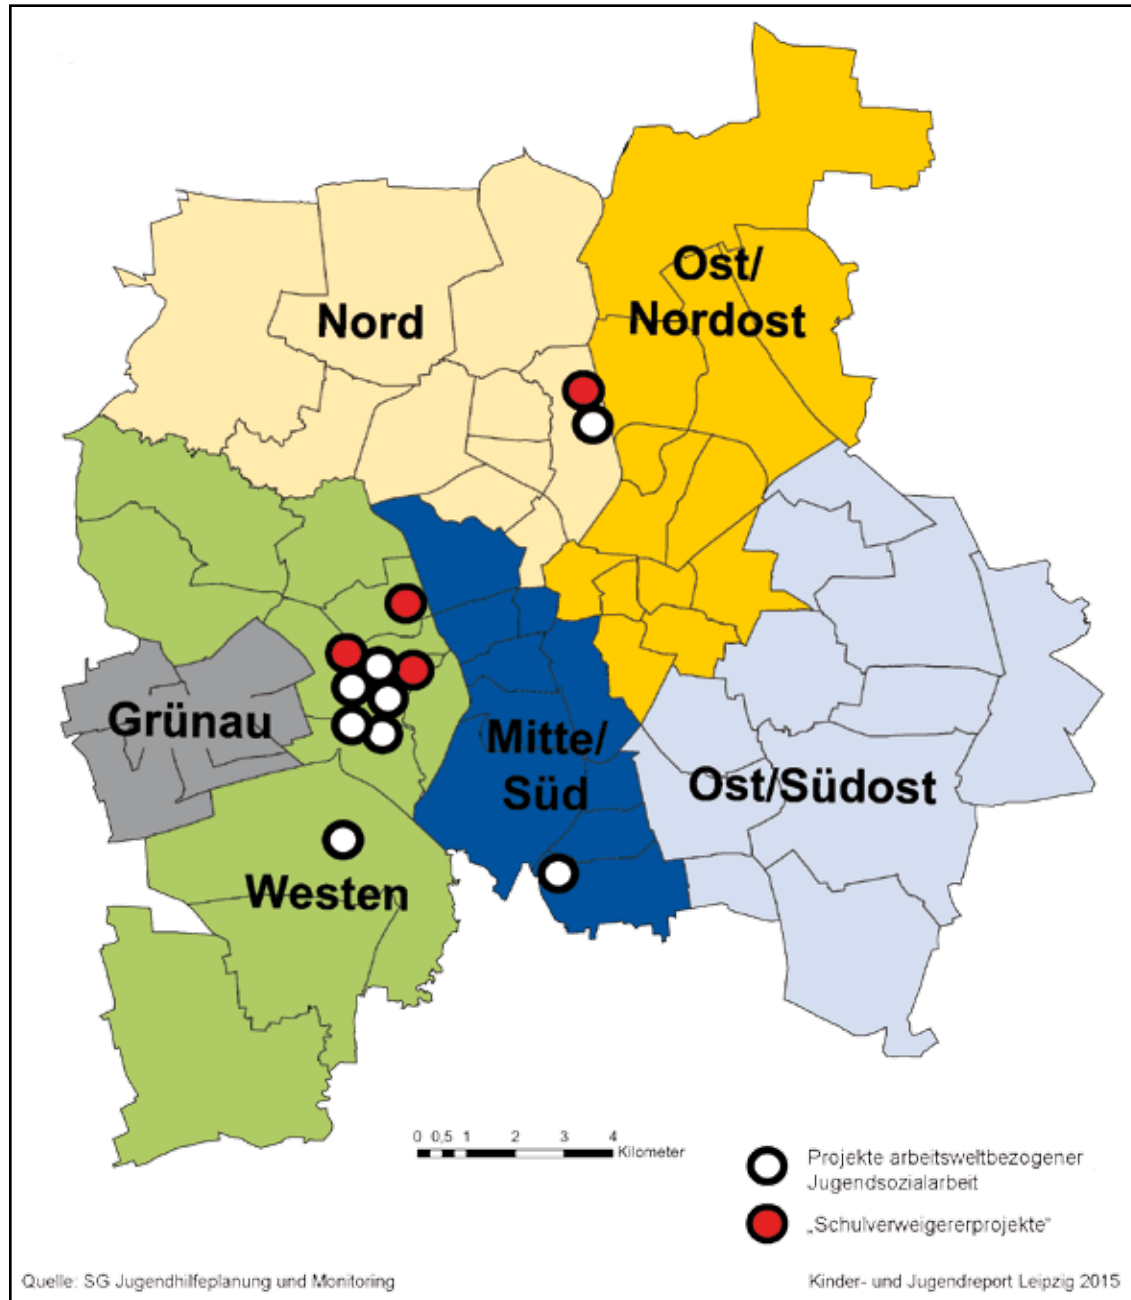 Ost/
Nordost
Nord
Grünau
Mitte/
Süd
Ost/Südost
Westen
0 0,5 1 2 3 4
Kilometer
Projekte arbeitsweltbezogener
Jugendsozialarbeit
„Schulverweigererprojekte“
Quelle: SG Jugendhilfeplanung und Monitoring
Kinder- und Jugendreport Leipzig 2015